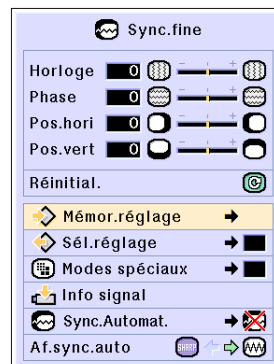 Sync.fine
Horloge 0 - +
Phase 0 - +
Pos.hori 0 - +
Pos.vert 0 - +
Réinitial.
Mémor.réglage
Sél.réglage
Modes spéciaux
Info signal
Sync.Automat.
Af.sync.auto SHARP